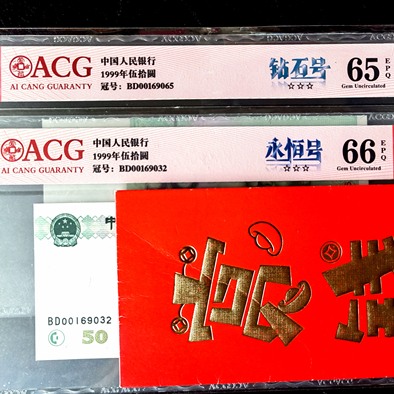 ACG
AI CANG GUARANTY
中国人民银行
1999年伍拾圆
冠号：BD00169065
钻石号
☆☆☆
65
EPQ
Gem Uncirculated
ACG
AI CANG GUARANTY
中国人民银行
1999年伍拾圆
冠号：BD00169032
永恒号
☆☆☆
66
EPQ
Gem Uncirculated
中
BD00169032
50